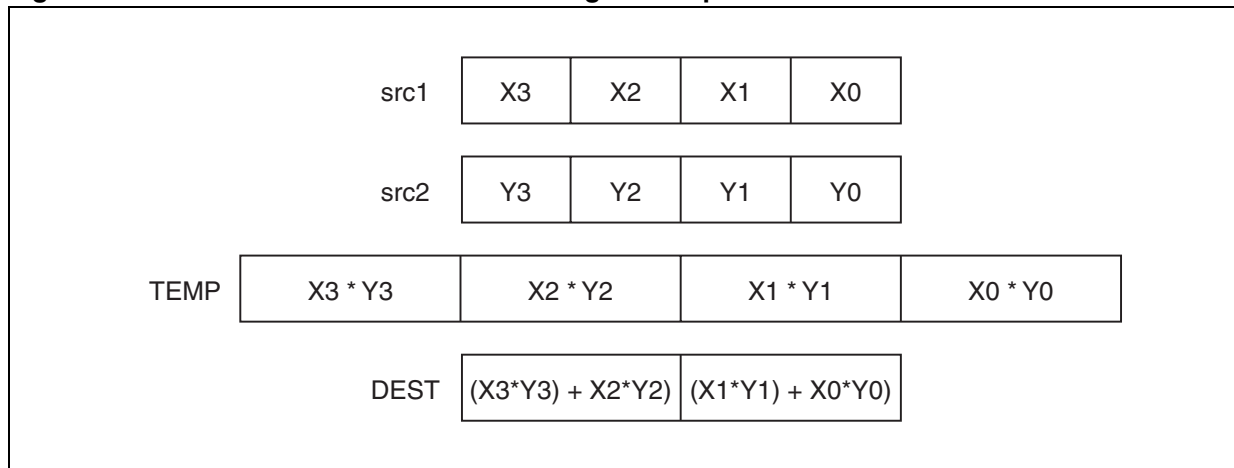 src1 X3 X2 X1 X0
src2 Y3 Y2 Y1 Y0
TEMP X3 * Y3 X2 * Y2 X1 * Y1 X0 * Y0
DEST (X3*Y3) + X2*Y2) (X1*Y1) + X0*Y0)